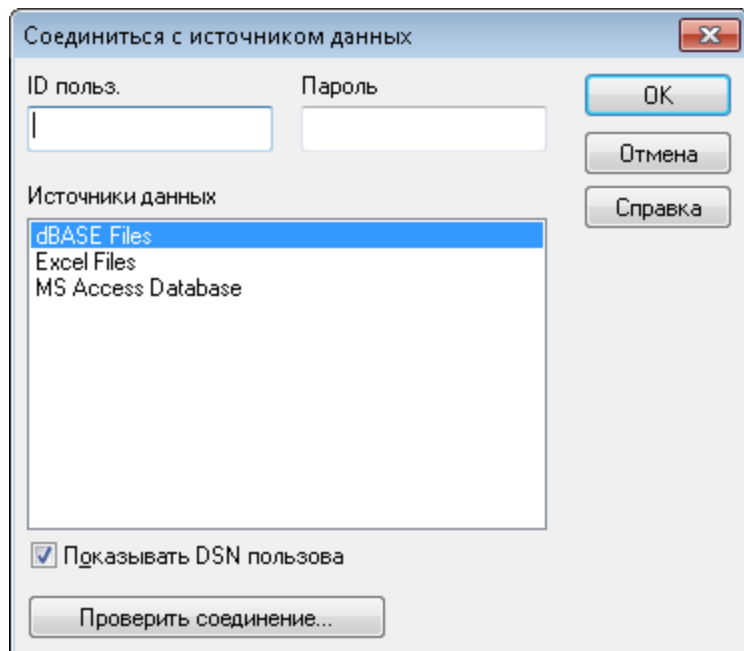 Соединиться с источником данных
ID польз.
Пароль
OK
Отмена
Источники данных
Справка
dBASE Files
Excel Files
MS Access Database
Показывать DSN пользова
Проверить соединение...